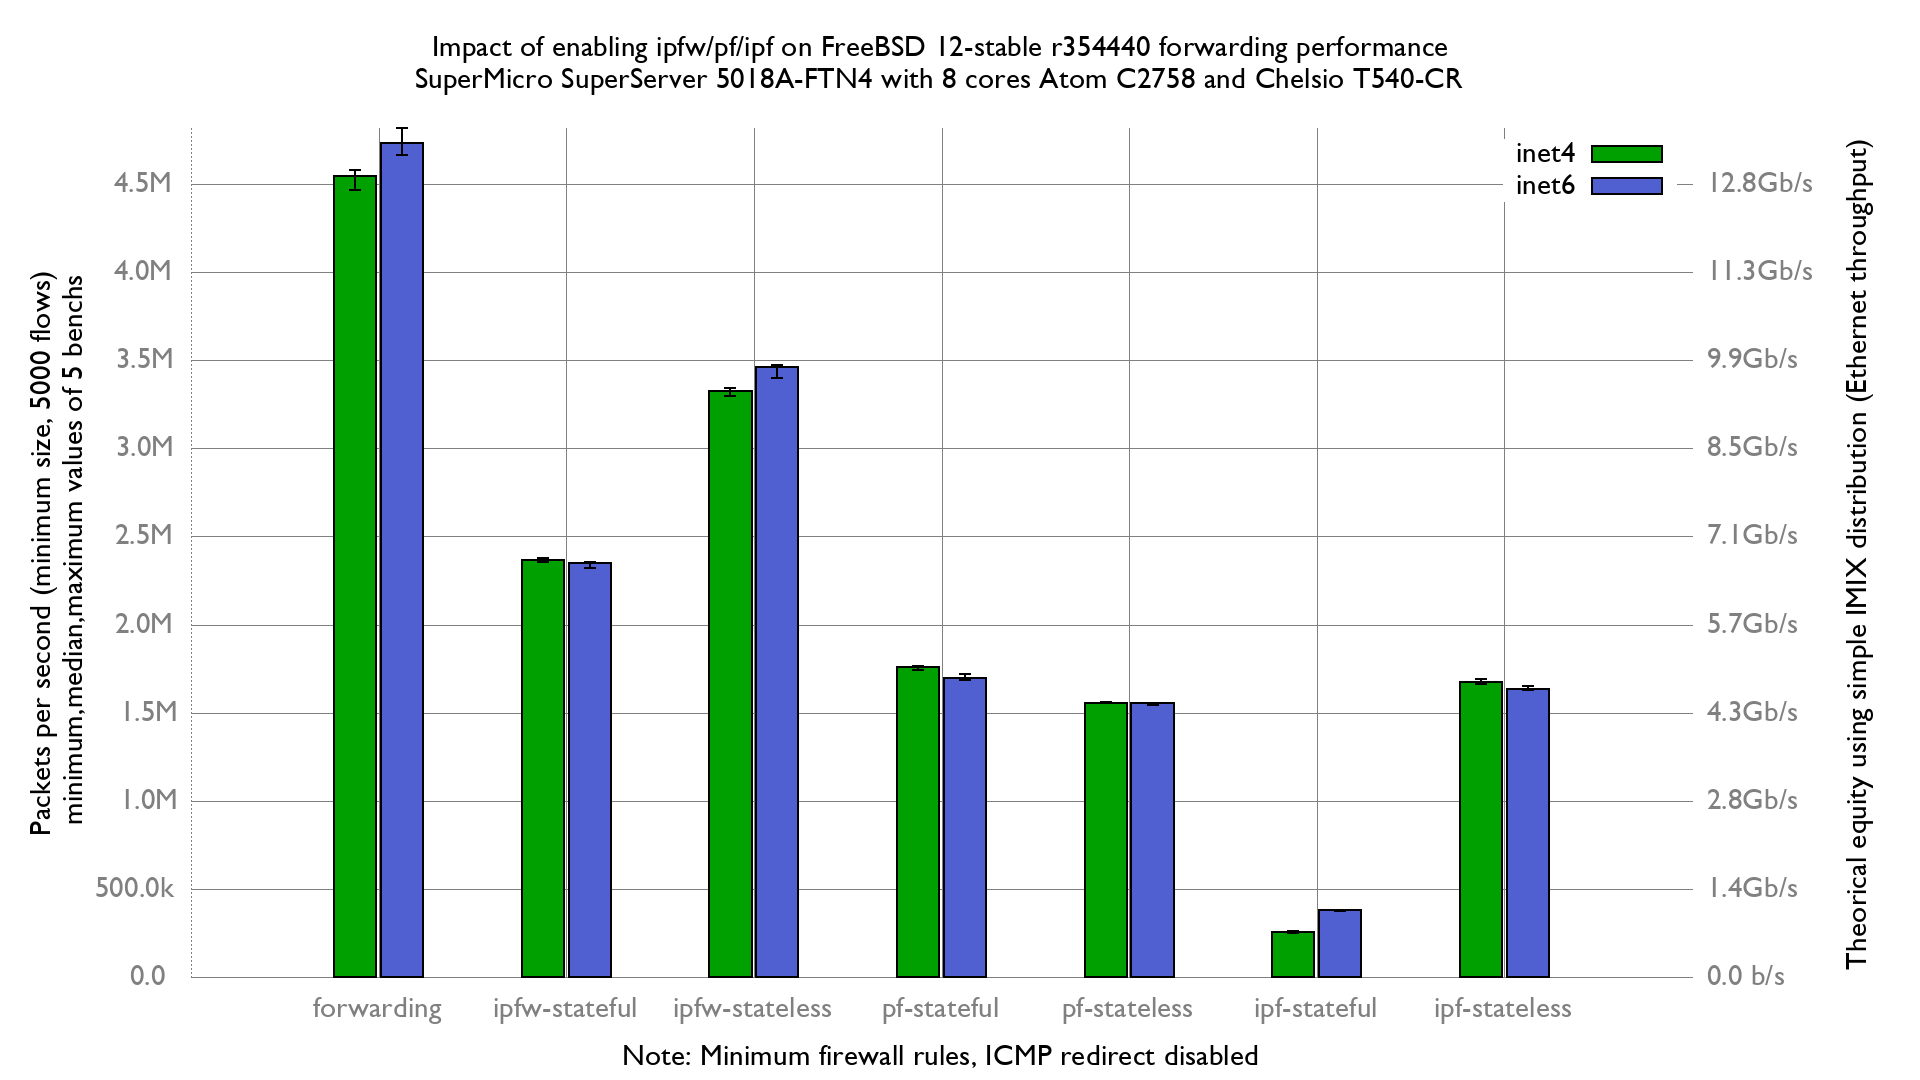 Impact of enabling ipfw/pf/ipf on FreeBSD 12-stable r354440 forwarding performance
SuperMicro SuperServer 5018A-FTN4 with 8 cores Atom C2758 and Chelsio T540-CR
inet4
inet6
Packets per second (minimum size, 5000 flows)
minimum,median,maximum values of 5 benchs
4.5M
4.0M
3.5M
3.0M
2.5M
2.0M
1.5M
1.0M
500.0k
0.0
12.8Gb/s
11.3Gb/s
9.9Gb/s
8.5Gb/s
7.1Gb/s
5.7Gb/s
4.3Gb/s
2.8Gb/s
1.4Gb/s
0.0 b/s
Theorical equity using simple IMIX distribution (Ethernet throughput)
forwarding
ipfw-stateful
ipfw-stateless
pf-stateful
pf-stateless
ipf-stateful
ipf-stateless
Note: Minimum firewall rules, ICMP redirect disabled